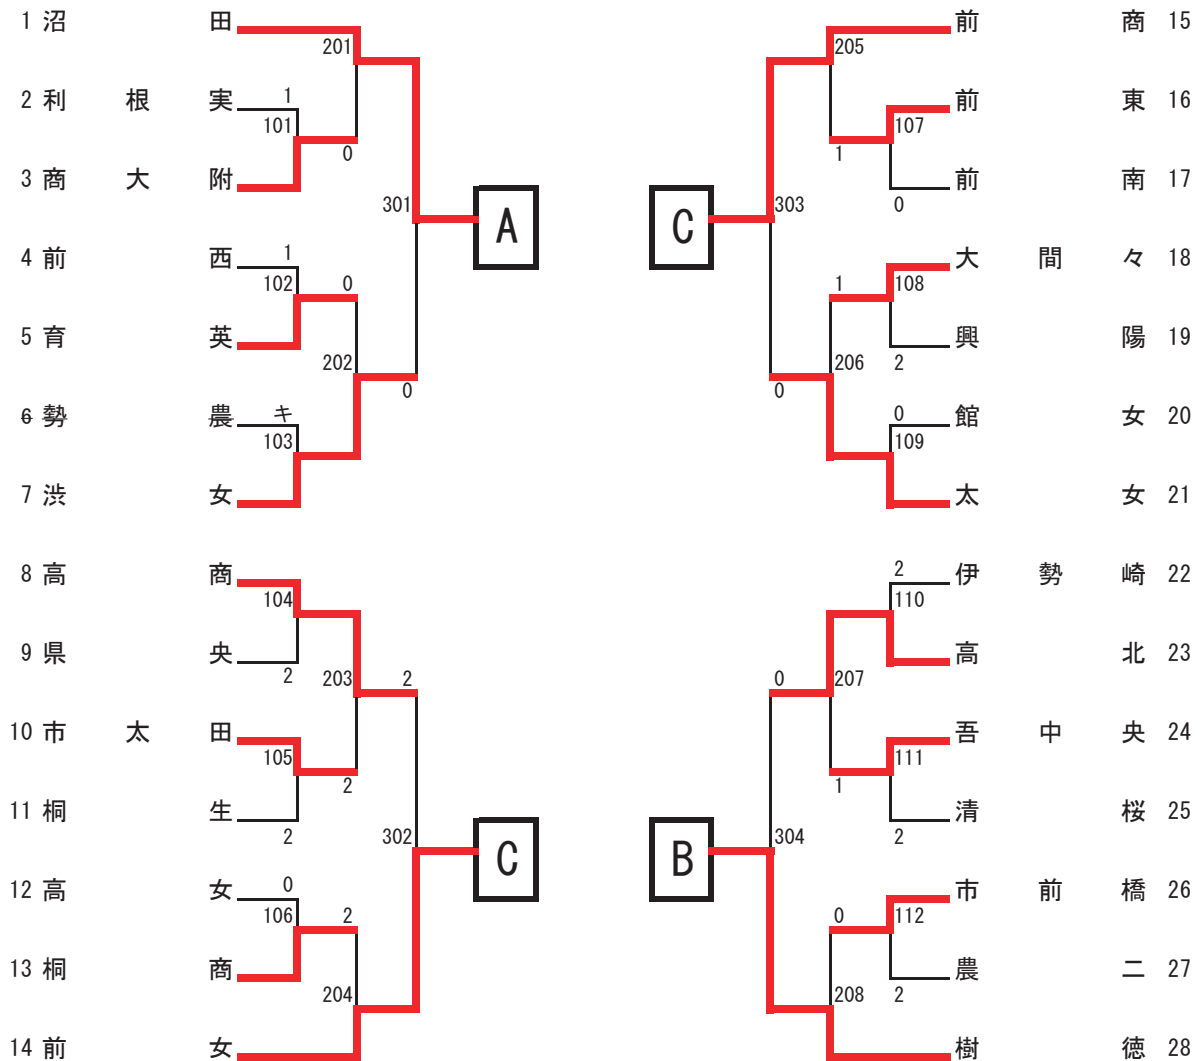 1 沼 田
201
2 利 根 実 1
101
0
3 商 大 附
301
A
4 前 西 1
102 0
5 育 英
202
0
6 勢 農 キ
103
7 渋 女
8 高 商
104
9 県 央
2
203 2
10 市 太 田
105
2
11 桐 生
2
302
C
12 高 女 0
106 2
13 桐 商
204
14 前 女
前 商 15
205
前 東 16
107
1
前 南 17
0
303
C
大 間 々 18
1 108
興 陽 19
2
206
0
0 館 女 20
109
太 女 21
2 伊 勢 崎 22
110
高 北 23
0 207
吾 中 央 24
111
1
清 桜 25
2
304
B
市 前 橋 26
0 112
農 二 27
2
208
樹 徳 28